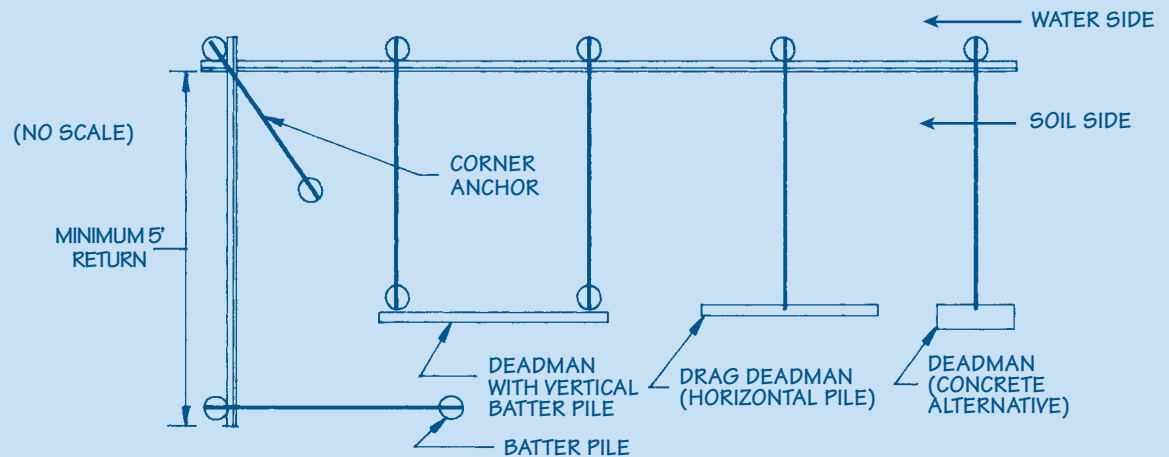 WATER SIDE
SOIL SIDE
(NO SCALE)
CORNER
ANCHOR
MINIMUM 5'
RETURN
DEADMAN
WITH VERTICAL
BATTER PILE
DRAG DEADMAN
(HORIZONTAL PILE)
DEADMAN
(CONCRETE
ALTERNATIVE)
BATTER PILE